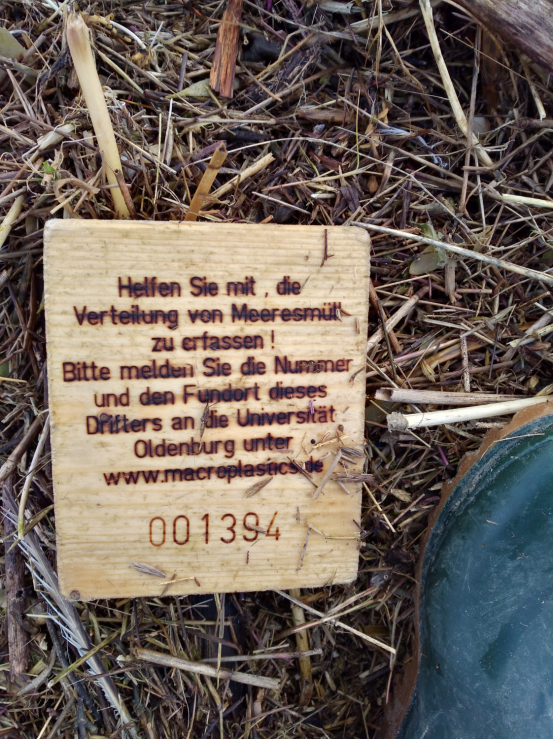 Helfen Sie mit , die
Verteilung von Meeresmüll
zu erfassen !
Bitte melden Sie die Nummer
und den Fundort dieses
Drifters an die Universität
Oldenburg unter
www.macroplastics.de
001394